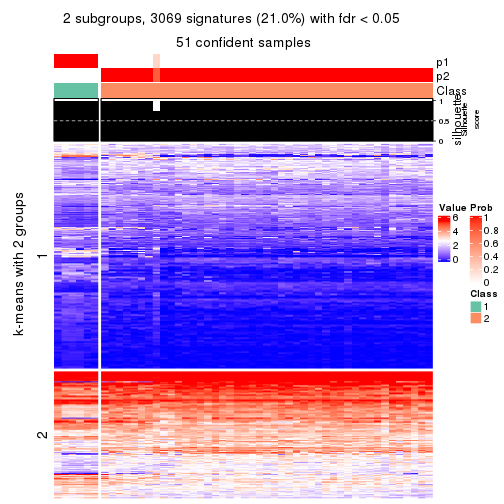 2 subgroups, 3069 signatures (21.0%) with fdr < 0.05
51 confident samples
p1
p2
Class
silhouette
Silhouette
score
1
0.5
0
k-means with 2 groups
1
2
Value
6
4
2
0
Prob
1
0.8
0.6
0.4
0.2
0
Class
1
2